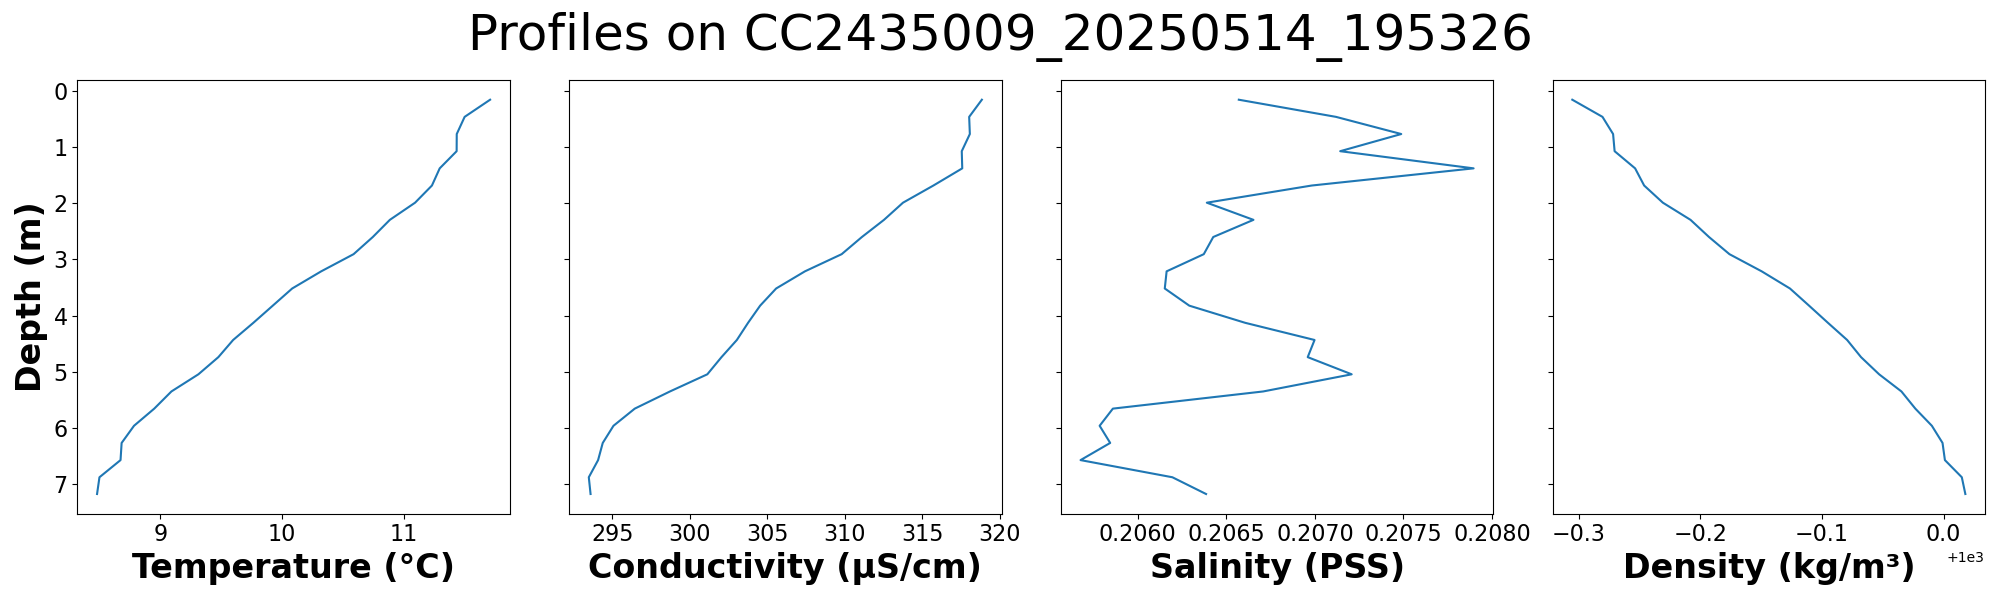 Profiles on CC2435009_20250514_195326
Depth (m)
0
1
2
3
4
5
6
7
9 10 11
Temperature (°C)
295 300 305 310 315 320
Conductivity (µS/cm)
0.2060 0.2065 0.2070 0.2075 0.2080
Salinity (PSS)
−0.3 −0.2 −0.1 0.0
+1e3
Density (kg/m³)